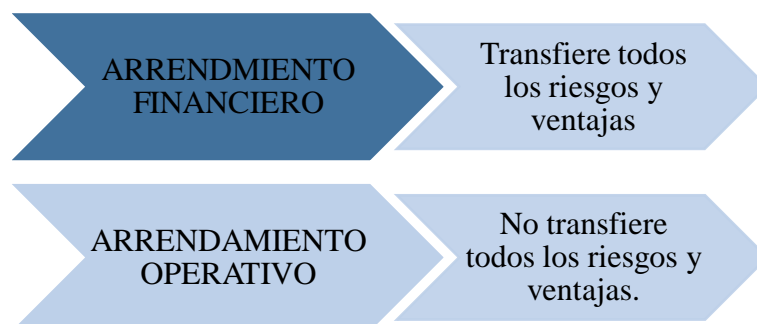 ARRENDMIENTO
FINANCIERO
Transfiere todos
los riesgos y
ventajas
ARRENDAMIENTO
OPERATIVO
No transfiere
todos los riesgos y
ventajas.